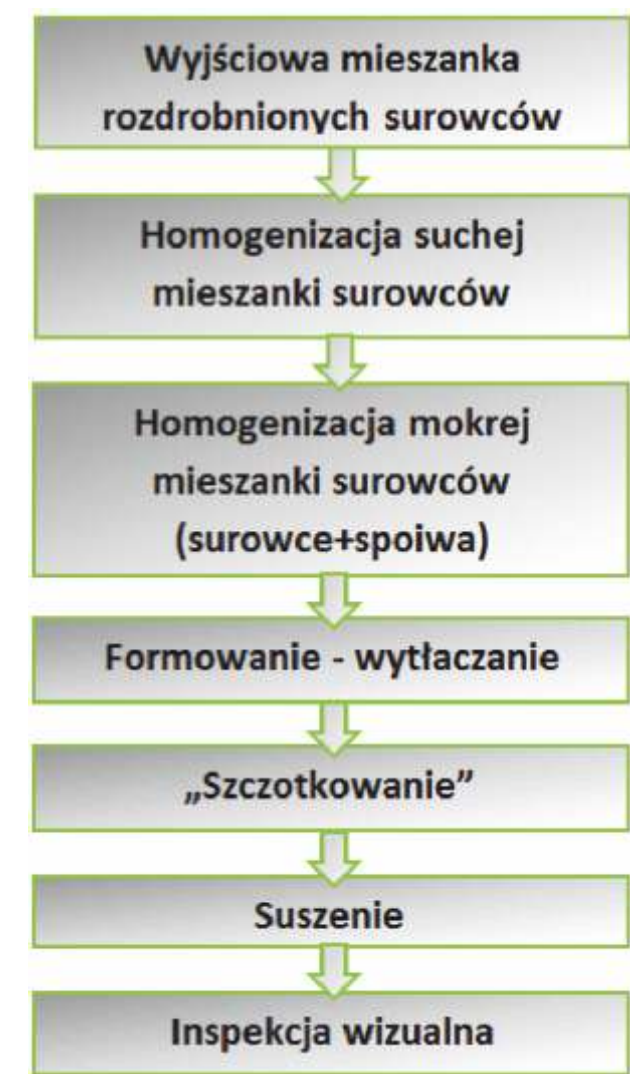 Wyjściowa mieszanka
rozdrobnionych surowców
Homogenizacja suchej
mieszanki surowców
Homogenizacja mokrej
mieszanki surowców
(surowce+spoiwa)
Formowanie - wytłaczanie
„Szczotkowanie”
Suszenie
Inspekcja wizualna